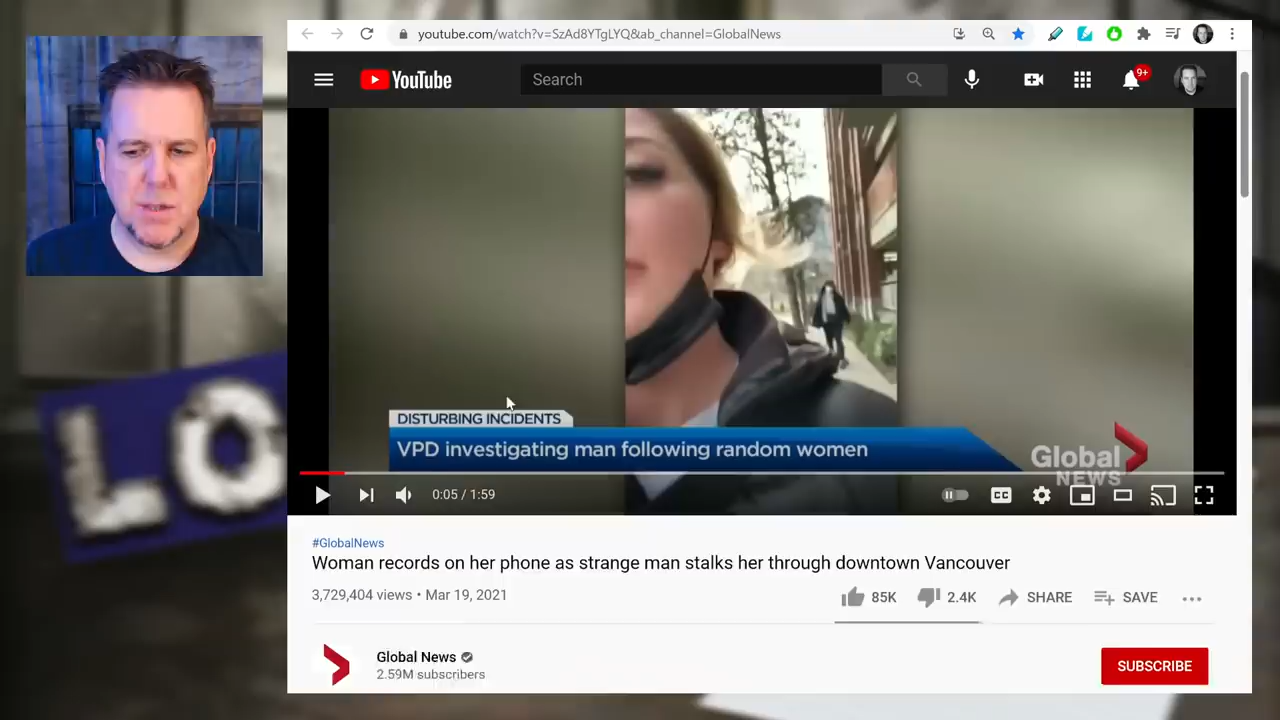 youtube.com/watch?v=SzAd8YTgLYQ&ab_channel=GlobalNews
YouTube
Search
9+
DISTURBING INCIDENTS
VPD investigating man following random women
Global
NEWS
0:05 / 1:59
CC
#GlobalNews
Woman records on her phone as strange man stalks her through downtown Vancouver
3,729,404 views • Mar 19, 2021
85K
2.4K
SHARE
SAVE
Global News
2.59M subscribers
SUBSCRIBE
LO